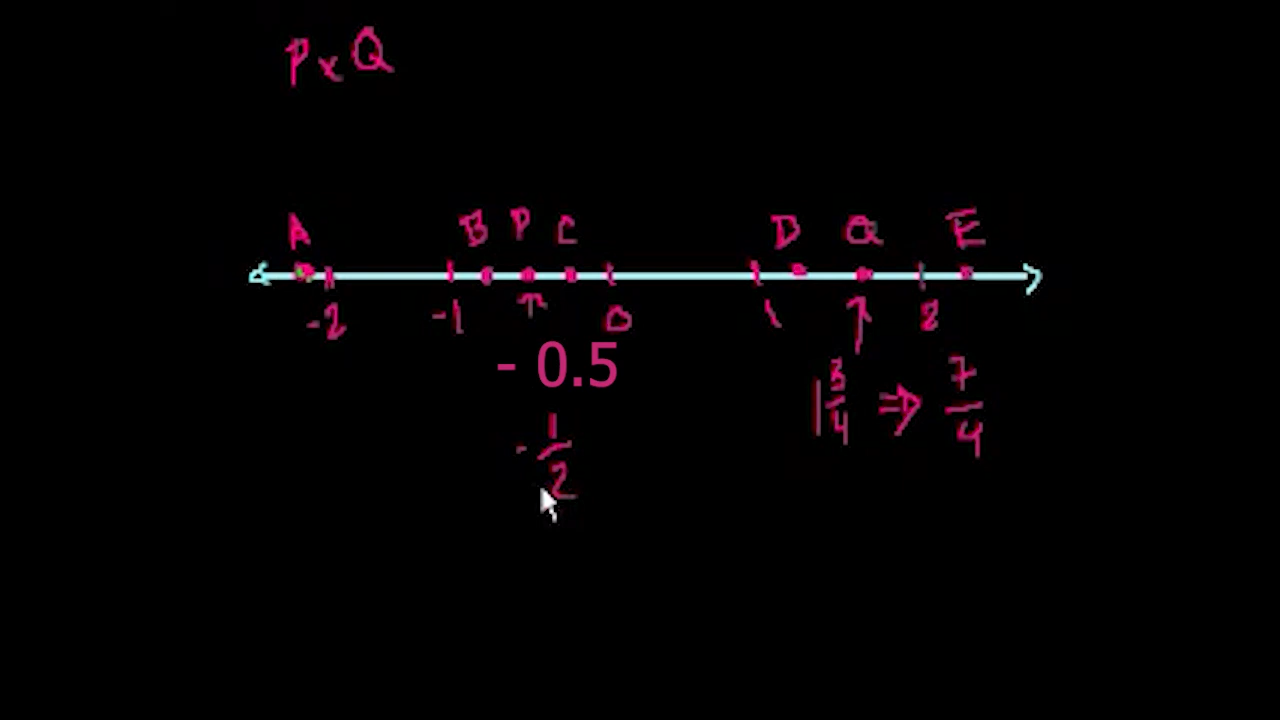 P x Q
A B P C D Q E
-2 -1 0 1 2
- 0.5
1 3/4 ⇒ 7/4
- 1/2